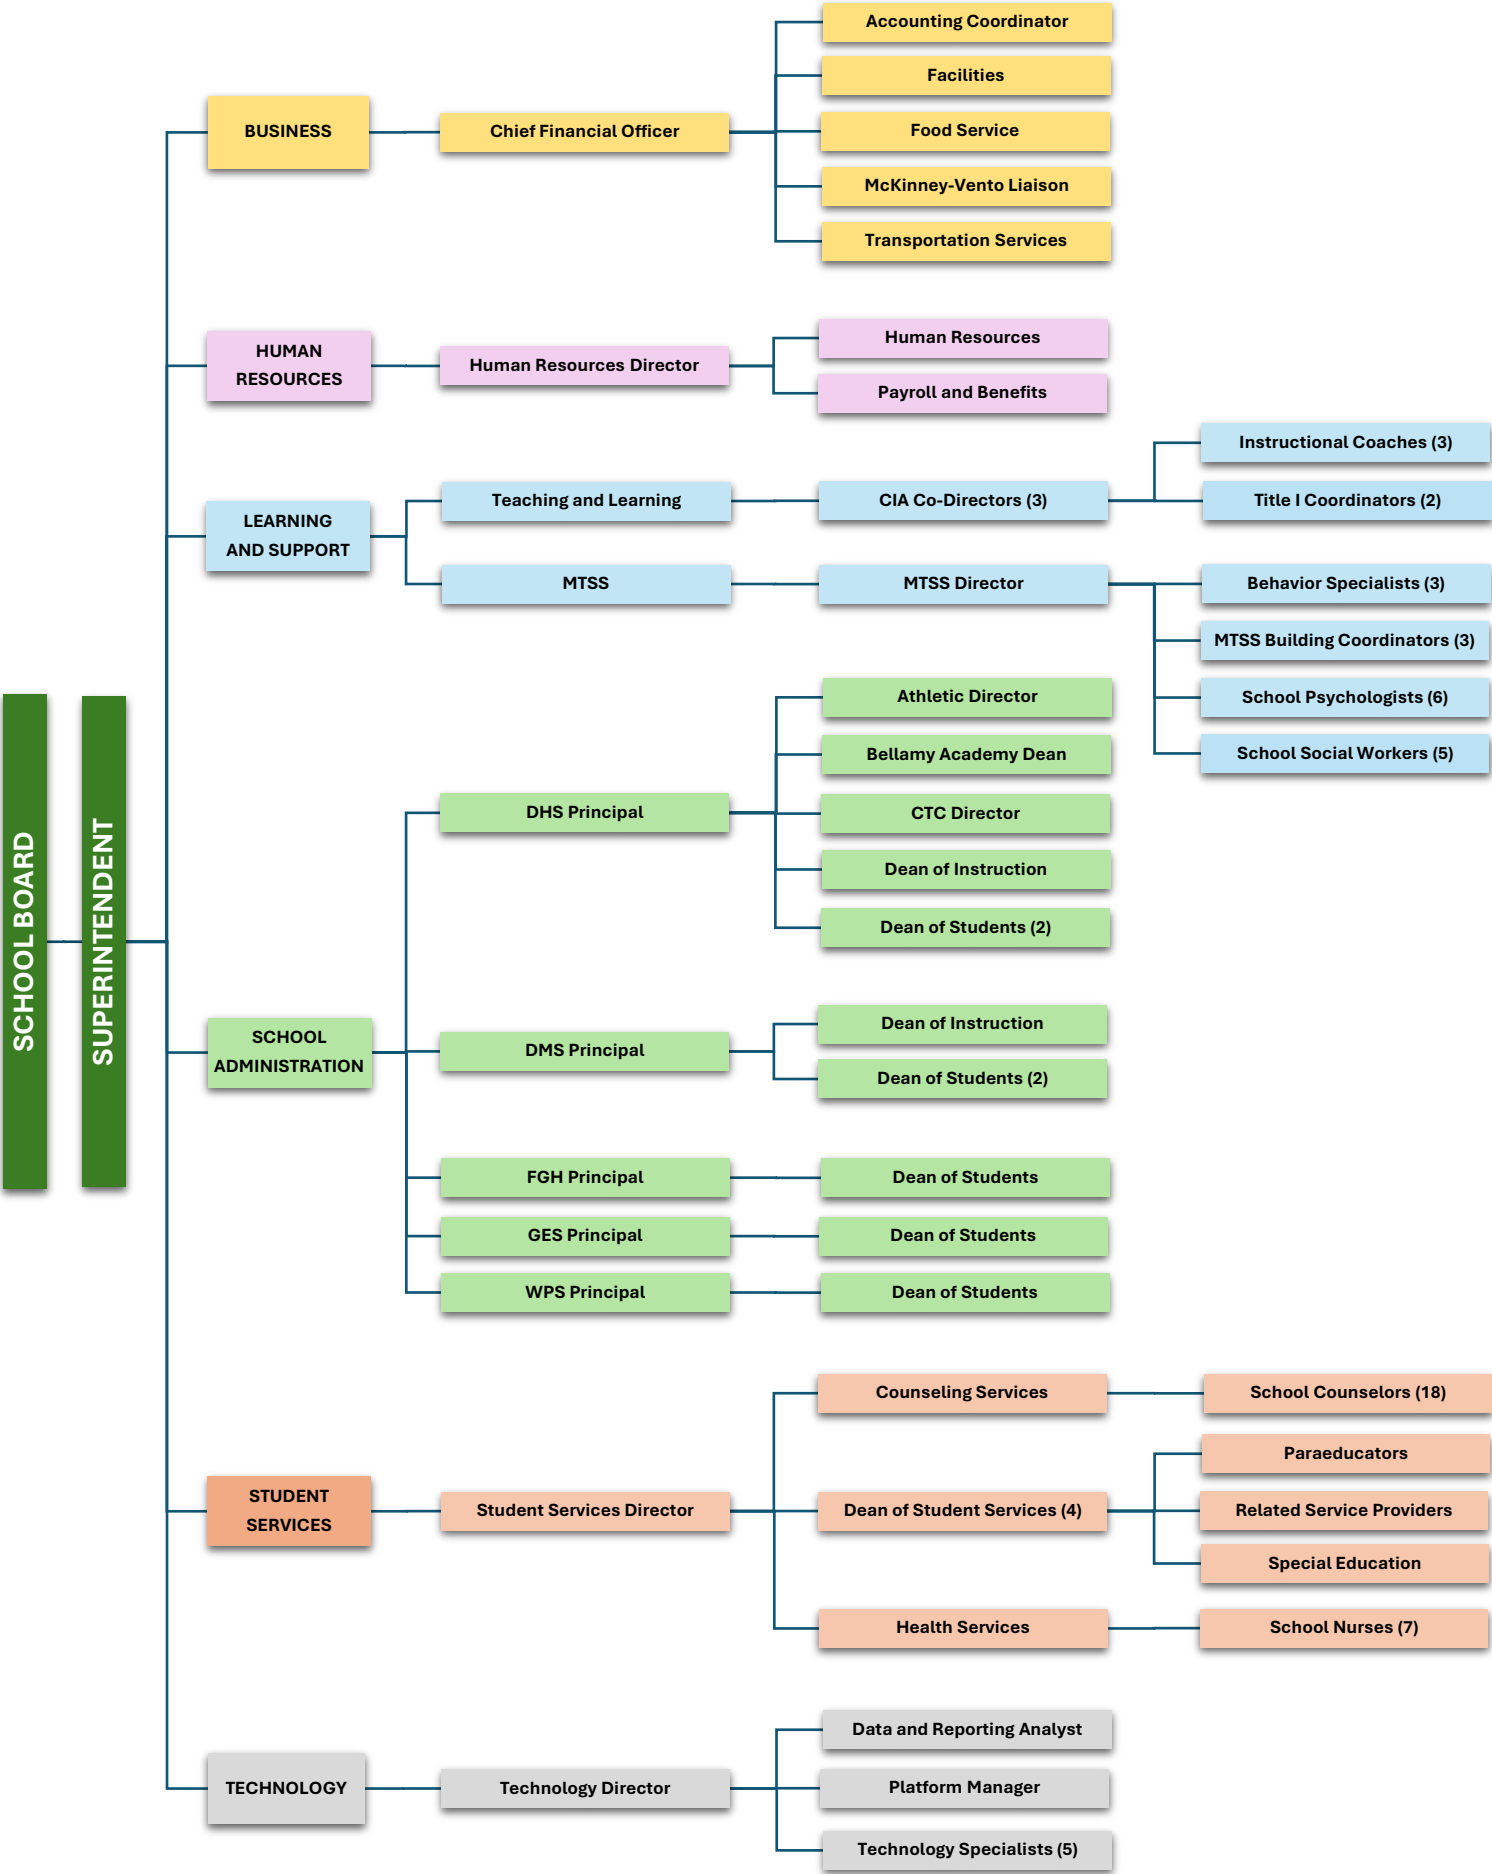 SCHOOL BOARD
SUPERINTENDENT
BUSINESS
Chief Financial Officer
Accounting Coordinator
Facilities
Food Service
McKinney-Vento Liaison
Transportation Services
HUMAN
RESOURCES
Human Resources Director
Human Resources
Payroll and Benefits
LEARNING
AND SUPPORT
Teaching and Learning
CIA Co-Directors (3)
Instructional Coaches (3)
Title I Coordinators (2)
MTSS
MTSS Director
Behavior Specialists (3)
MTSS Building Coordinators (3)
School Psychologists (6)
School Social Workers (5)
SCHOOL
ADMINISTRATION
DHS Principal
Athletic Director
Bellamy Academy Dean
CTC Director
Dean of Instruction
Dean of Students (2)
DMS Principal
Dean of Instruction
Dean of Students (2)
FGH Principal
Dean of Students
GES Principal
Dean of Students
WPS Principal
Dean of Students
STUDENT
SERVICES
Student Services Director
Counseling Services
School Counselors (18)
Dean of Student Services (4)
Paraeducators
Related Service Providers
Special Education
Health Services
School Nurses (7)
TECHNOLOGY
Technology Director
Data and Reporting Analyst
Platform Manager
Technology Specialists (5)